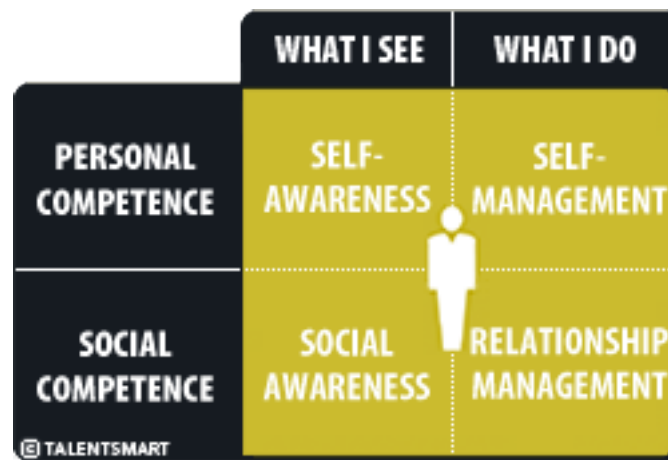 WHAT I SEE
WHAT I DO
PERSONAL
COMPETENCE
SELF-
AWARENESS
SELF-
MANAGEMENT
SOCIAL
COMPETENCE
SOCIAL
AWARENESS
RELATIONSHIP
MANAGEMENT
© TALENTSMART